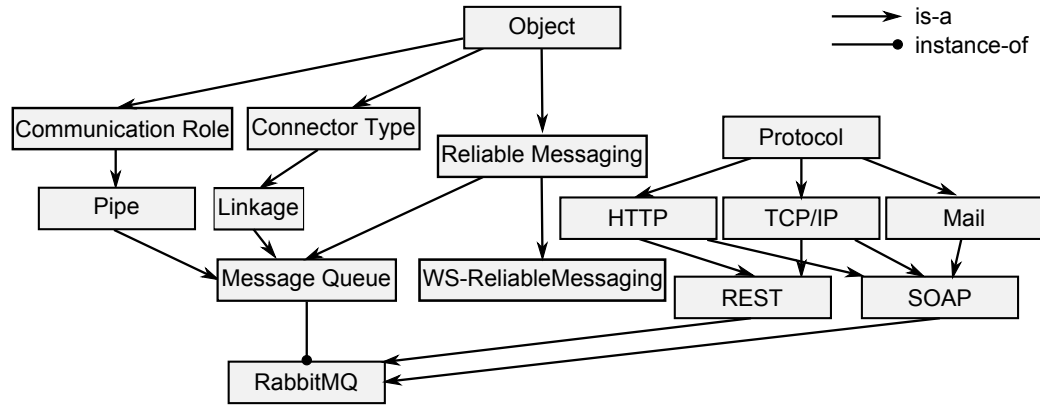 Object
is-a
instance-of
Communication Role
Connector Type
Reliable Messaging
Protocol
Pipe
Linkage
HTTP
TCP/IP
Mail
Message Queue
WS-ReliableMessaging
REST
SOAP
RabbitMQ